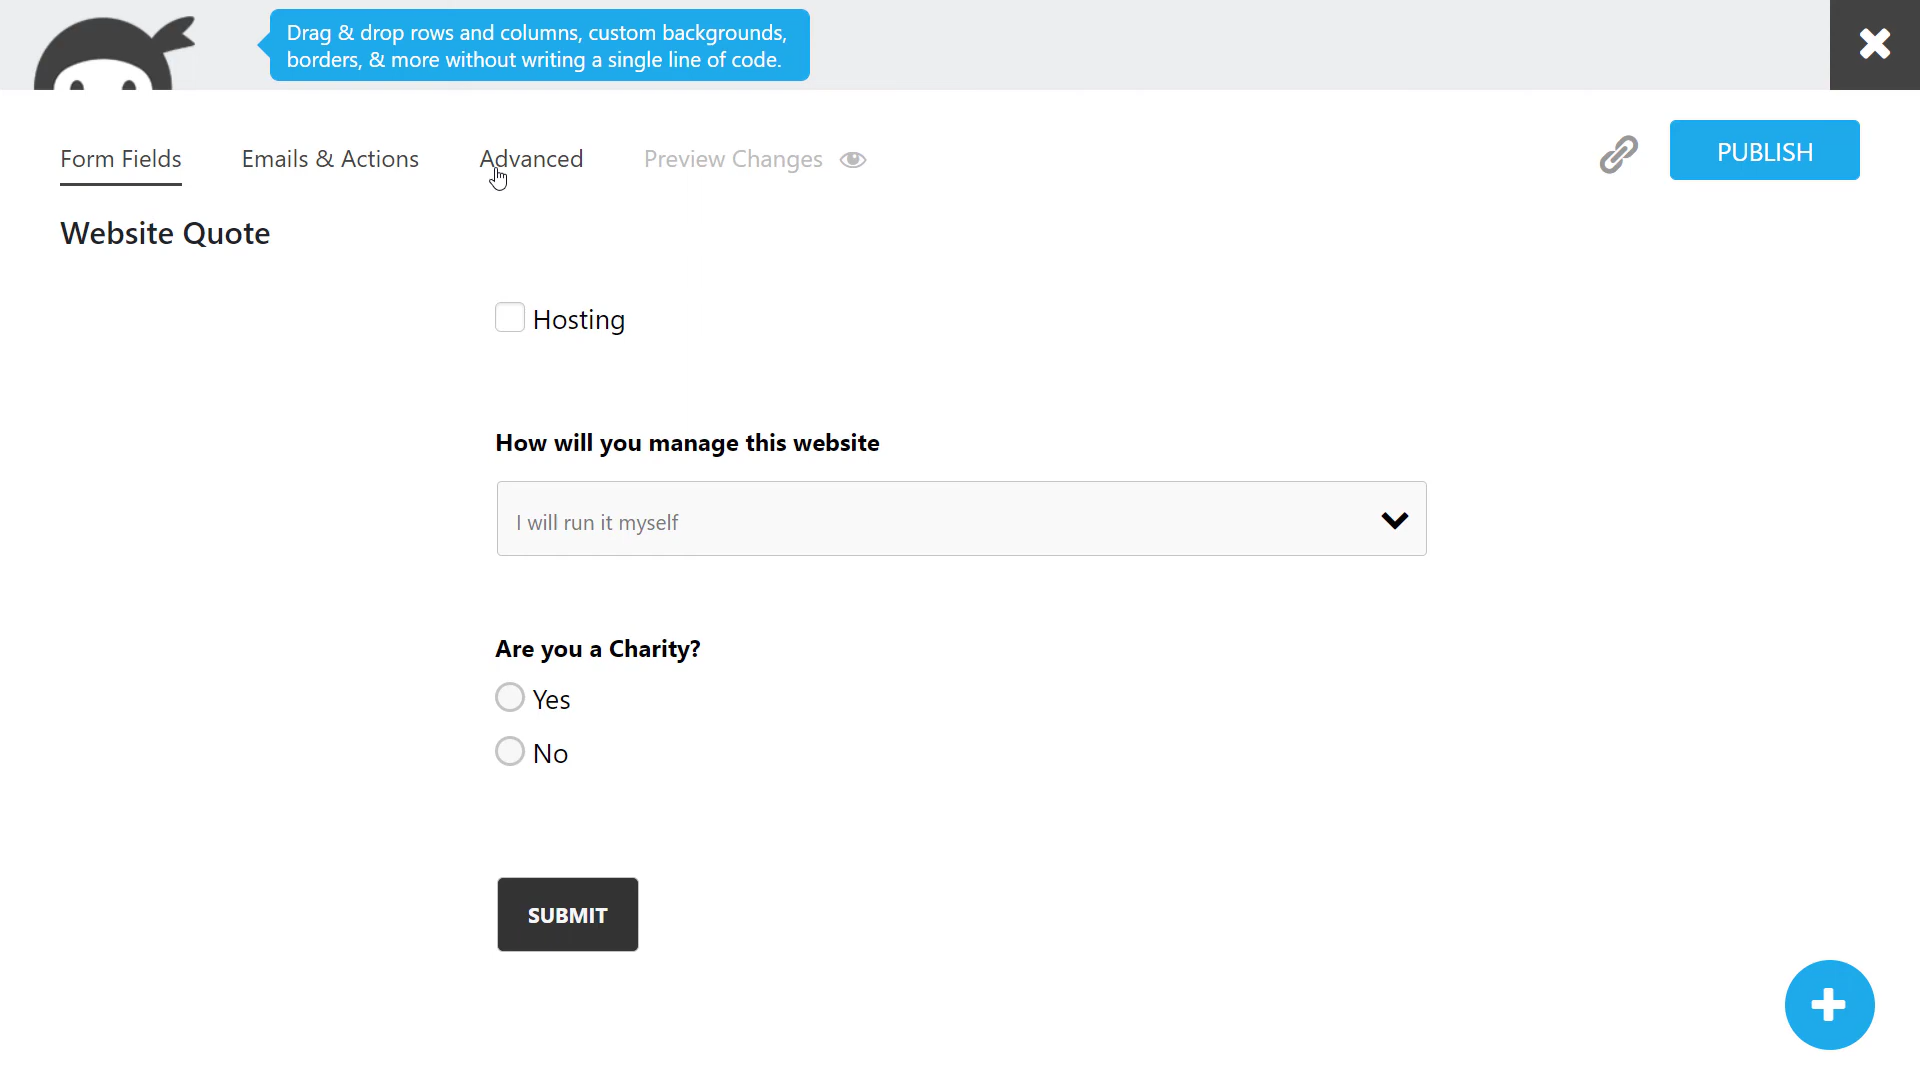 Drag & drop rows and columns, custom backgrounds,
borders, & more without writing a single line of code.
Form Fields
Emails & Actions
Advanced
Preview Changes
PUBLISH
Website Quote
Hosting
How will you manage this website
I will run it myself
Are you a Charity?
Yes
No
SUBMIT